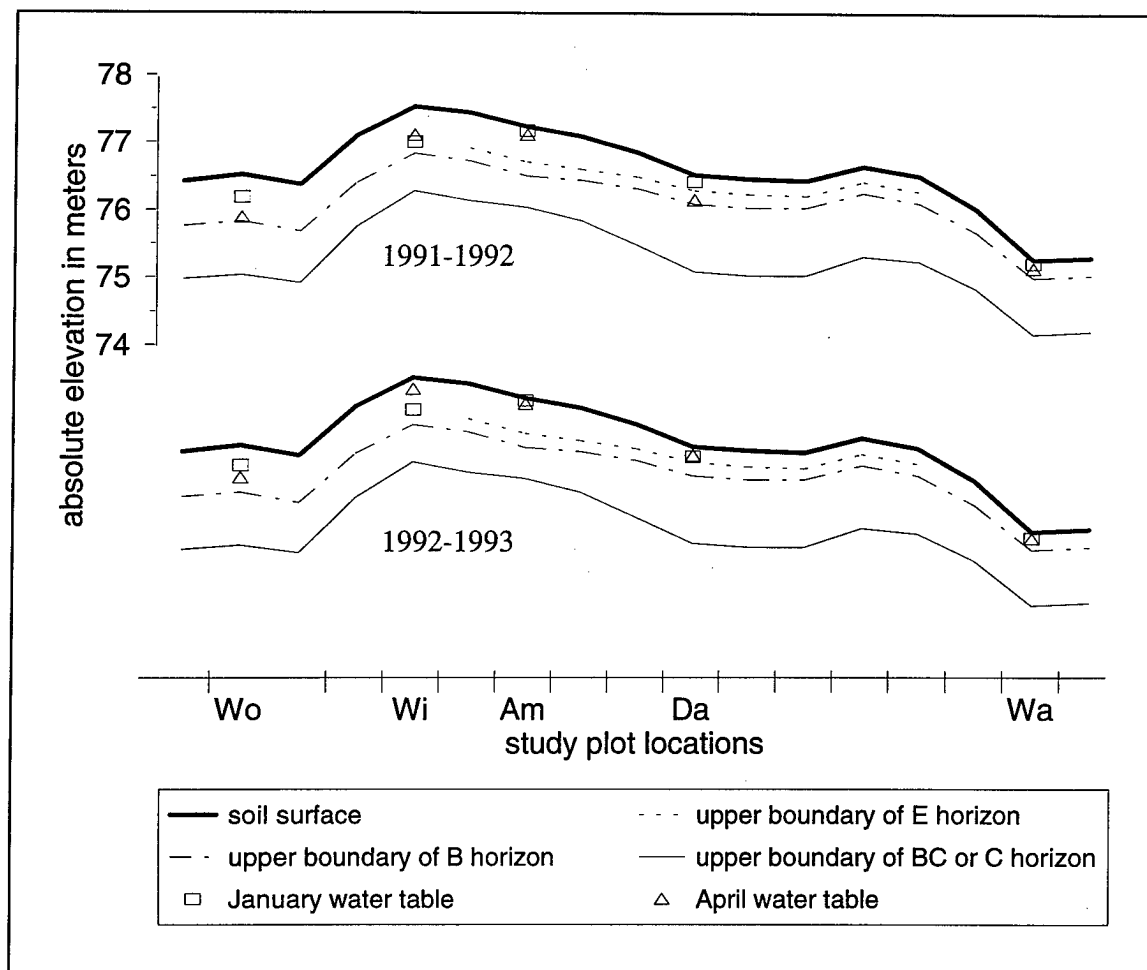 absolute elevation in meters
78
77
76
75
74
1991-1992
1992-1993
Wo Wi Am Da Wa
study plot locations
soil surface
upper boundary of E horizon
upper boundary of B horizon
upper boundary of BC or C horizon
January water table
April water table